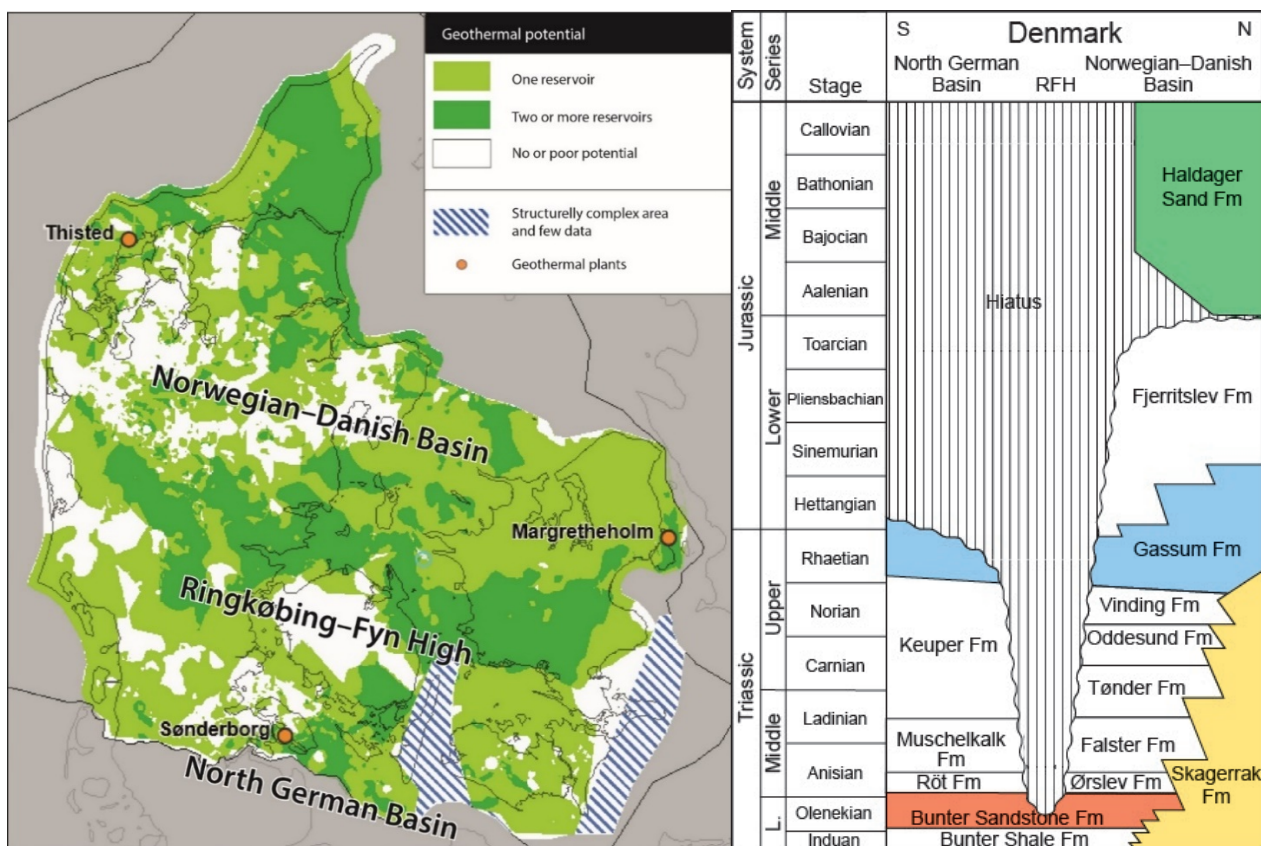 Geothermal potential
One reservoir
Two or more reservoirs
No or poor potential
Structurelly complex area
and few data
Geothermal plants
Thisted
Norwegian–Danish Basin
Margretheholm
Ringkøbing–Fyn High
Sønderborg
North German Basin
System
Series
Stage
S
Denmark
N
North German
Basin
RFH
Norwegian–Danish
Basin
Jurassic
Middle
Callovian
Bathonian
Bajocian
Aalenian
Lower
Toarcian
Pliensbachian
Sinemurian
Hettangian
Triassic
Upper
Rhaetian
Norian
Carnian
Middle
Ladinian
Anisian
L.
Olenekian
Induan
Hiatus
Haldager
Sand Fm
Fjerritslev Fm
Gassum Fm
Vinding Fm
Oddesund Fm
Keuper Fm
Tønder Fm
Muschelkalk
Fm
Falster Fm
Röt Fm
Ørslev Fm
Skagerrak
Fm
Bunter Sandstone Fm
Bunter Shale Fm